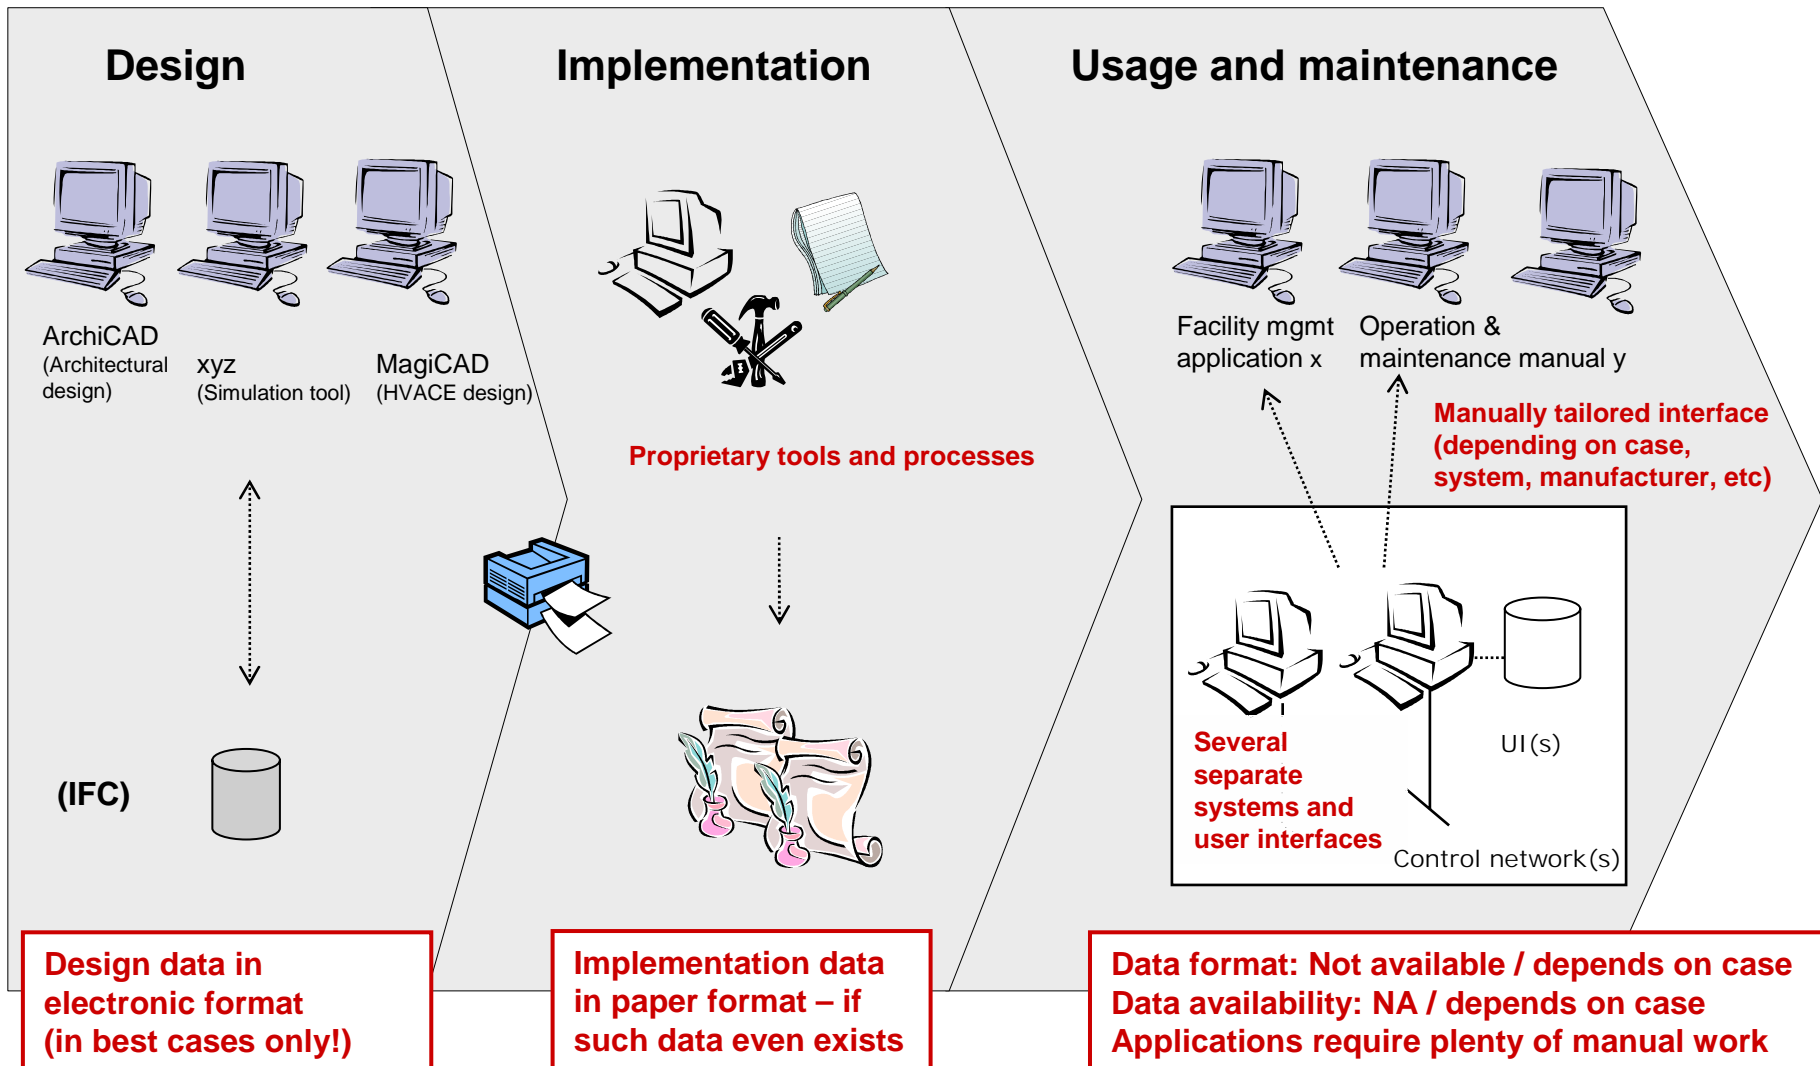 Design
Implementation
Usage and maintenance
ArchiCAD
(Architectural
design)
xyz
(Simulation tool)
MagiCAD
(HVACE design)
Proprietary tools and processes
Facility mgmt
application x
Operation &
maintenance manual y
Manually tailored interface
(depending on case,
system, manufacturer, etc)
(IFC)
Several
separate
systems and
user interfaces
UI(s)
Control network(s)
Design data in
electronic format
(in best cases only!)
Implementation data
in paper format – if
such data even exists
Data format: Not available / depends on case
Data availability: NA / depends on case
Applications require plenty of manual work